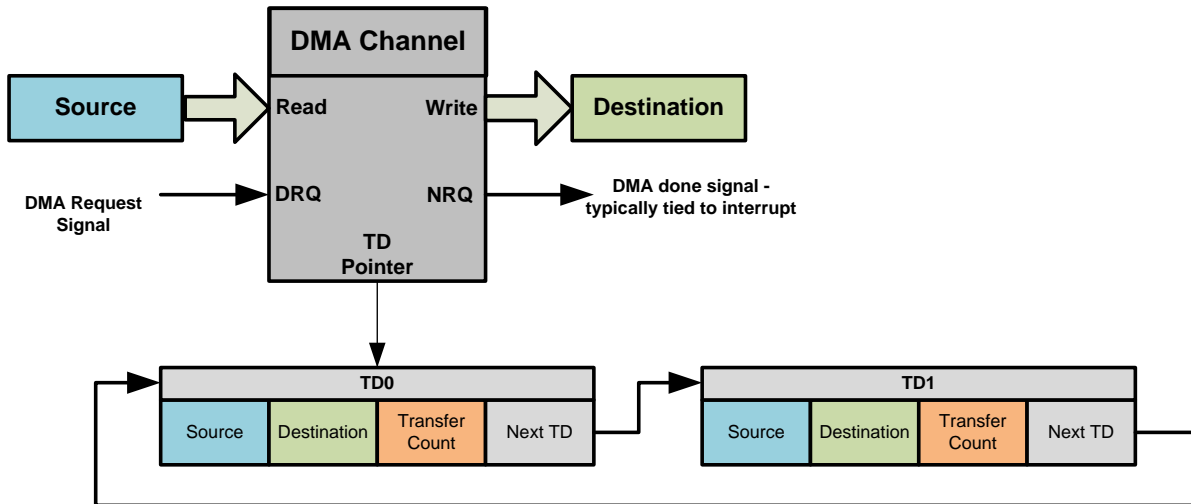 DMA Channel
Source
Read
Write
Destination
DMA Request
Signal
DRQ
NRQ
DMA done signal -
typically tied to interrupt
TD
Pointer
TD0
Source
Destination
Transfer
Count
Next TD
TD1
Source
Destination
Transfer
Count
Next TD